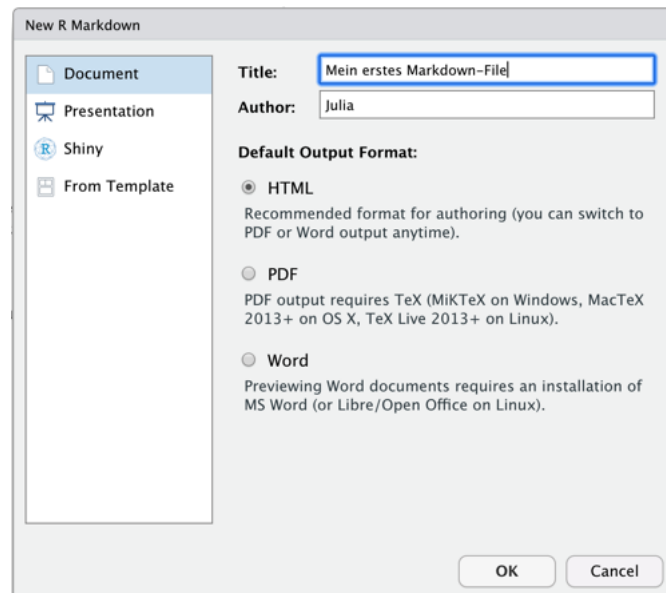 New R Markdown
Document
Presentation
R Shiny
From Template
Title: Mein erstes Markdown-File
Author: Julia
Default Output Format:
HTML
Recommended format for authoring (you can switch to
PDF or Word output anytime).
PDF
PDF output requires TeX (MiKTeX on Windows, MacTeX
2013+ on OS X, TeX Live 2013+ on Linux).
Word
Previewing Word documents requires an installation of
MS Word (or Libre/Open Office on Linux).
OK Cancel